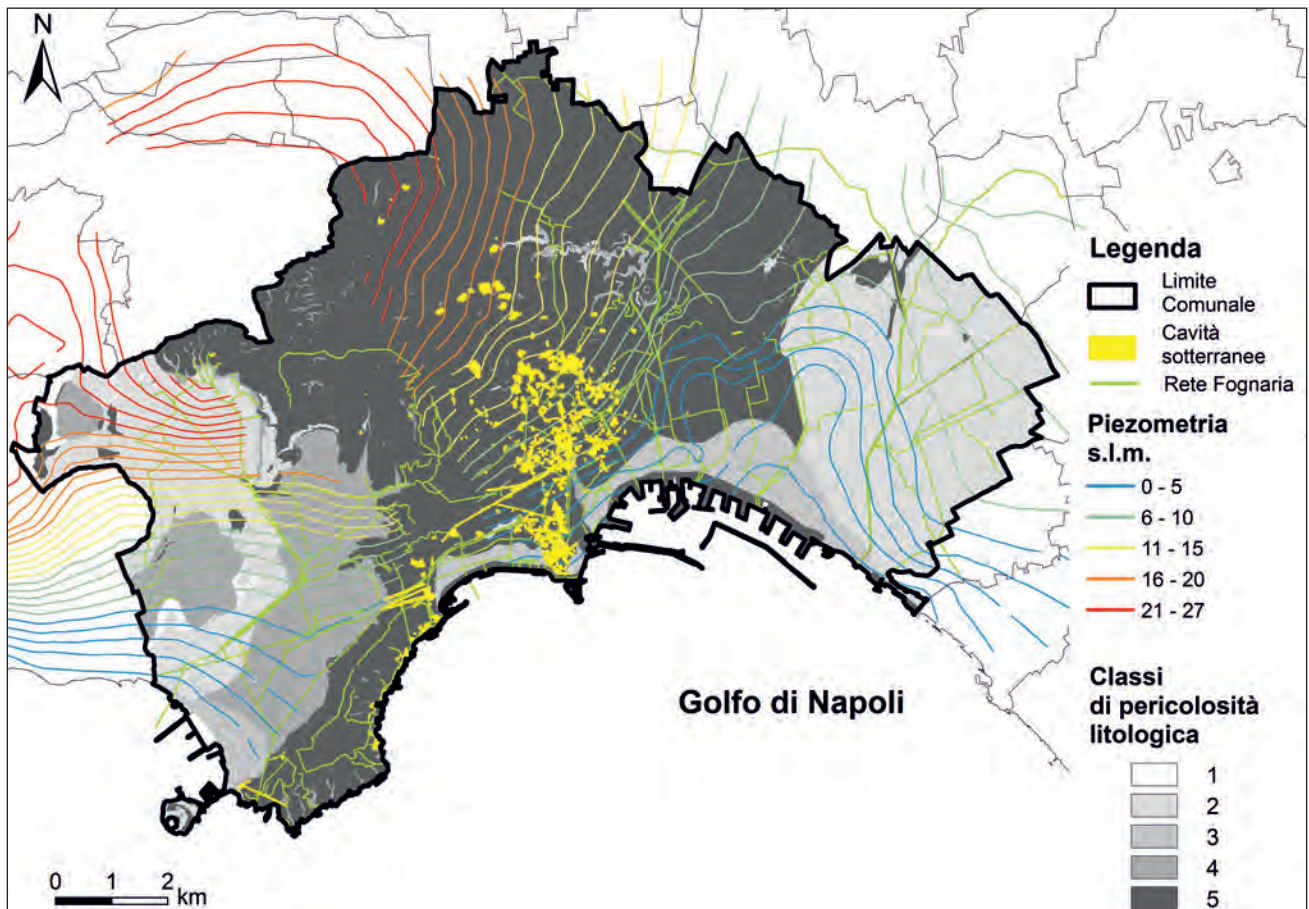 N
Legenda
Limite
Comunale
Cavità
sotterranee
Rete Fognaria
Piezometria
s.l.m.
0 - 5
6 - 10
11 - 15
16 - 20
21 - 27
Golfo di Napoli
Classi
di pericolosità
litologica
1
2
3
4
5
0 1 2
km